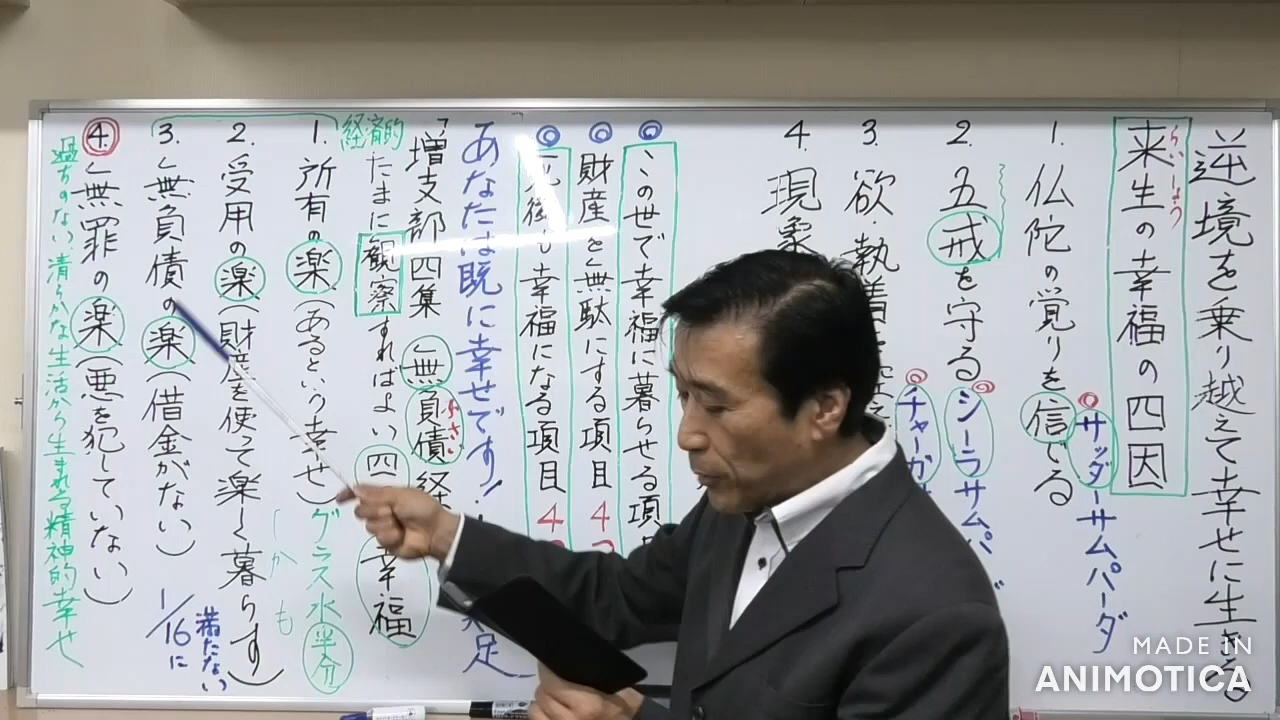 逆境を乗り越えて幸せに生きる
らいしょう
来生の幸福の四因
1. 仏陀の覚りを信でる
サッダーサムパーダ
2. 五戒を守る
シーラサムパ
3. 欲・執着
チャーガ
4. 現象
この世で幸福に暮らせる項
財産を無駄にする項目 4
死後も幸福になる項目 4
あなたは既に幸せです!
足
「増支部四集 無負債経
ふさい
経済的
たまに観察すればよい 四 幸福
1. 所有の楽(あるという幸せ)グラス水半分
しかも
2. 受用の楽(財産を使って楽しく暮らす)
3. 無負債の楽(借金がない)
1/16に
満たない
4. 無罪の楽(悪を犯していない)
過ちのない、清らかな生活から生まれる精神的幸せ
MADE IN
ANIMOTICA